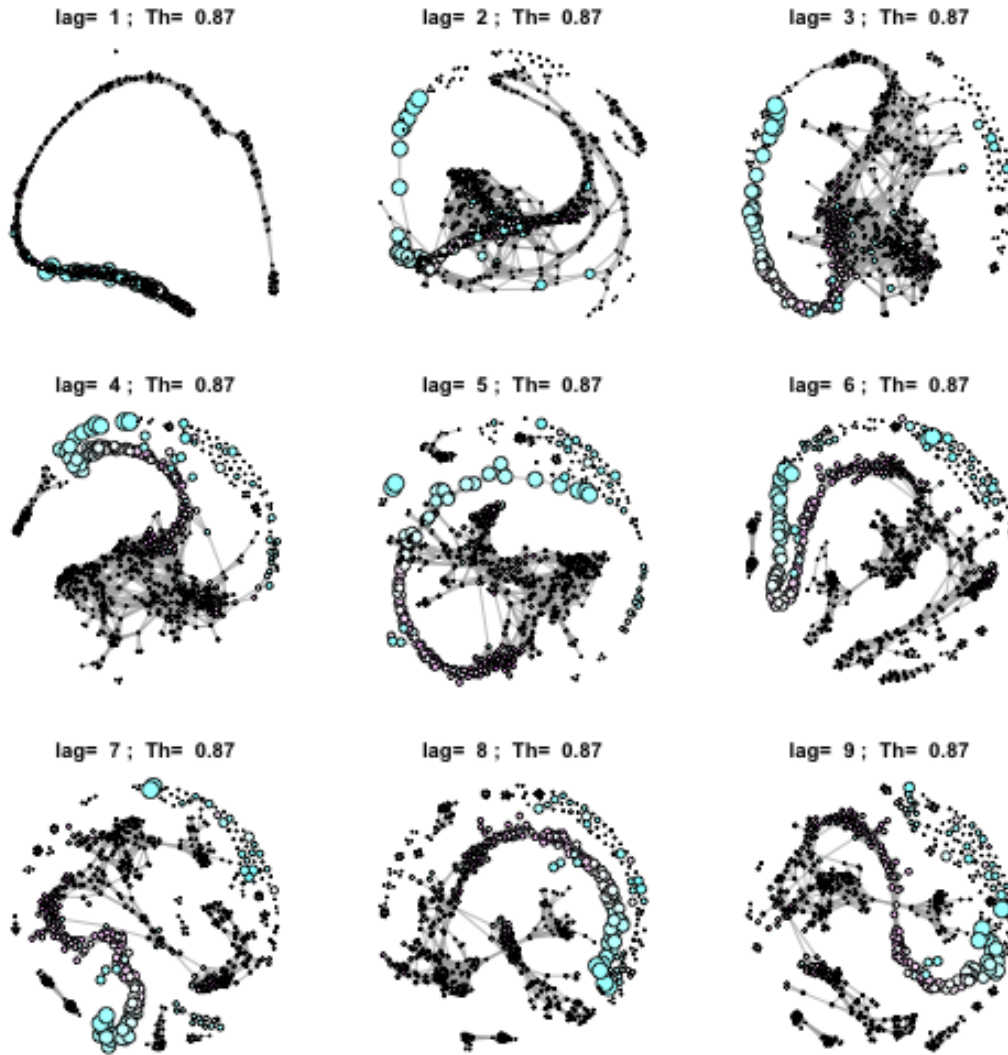 lag= 1 ; Th= 0.87
lag= 2 ; Th= 0.87
lag= 3 ; Th= 0.87
lag= 4 ; Th= 0.87
lag= 5 ; Th= 0.87
lag= 6 ; Th= 0.87
lag= 7 ; Th= 0.87
lag= 8 ; Th= 0.87
lag= 9 ; Th= 0.87